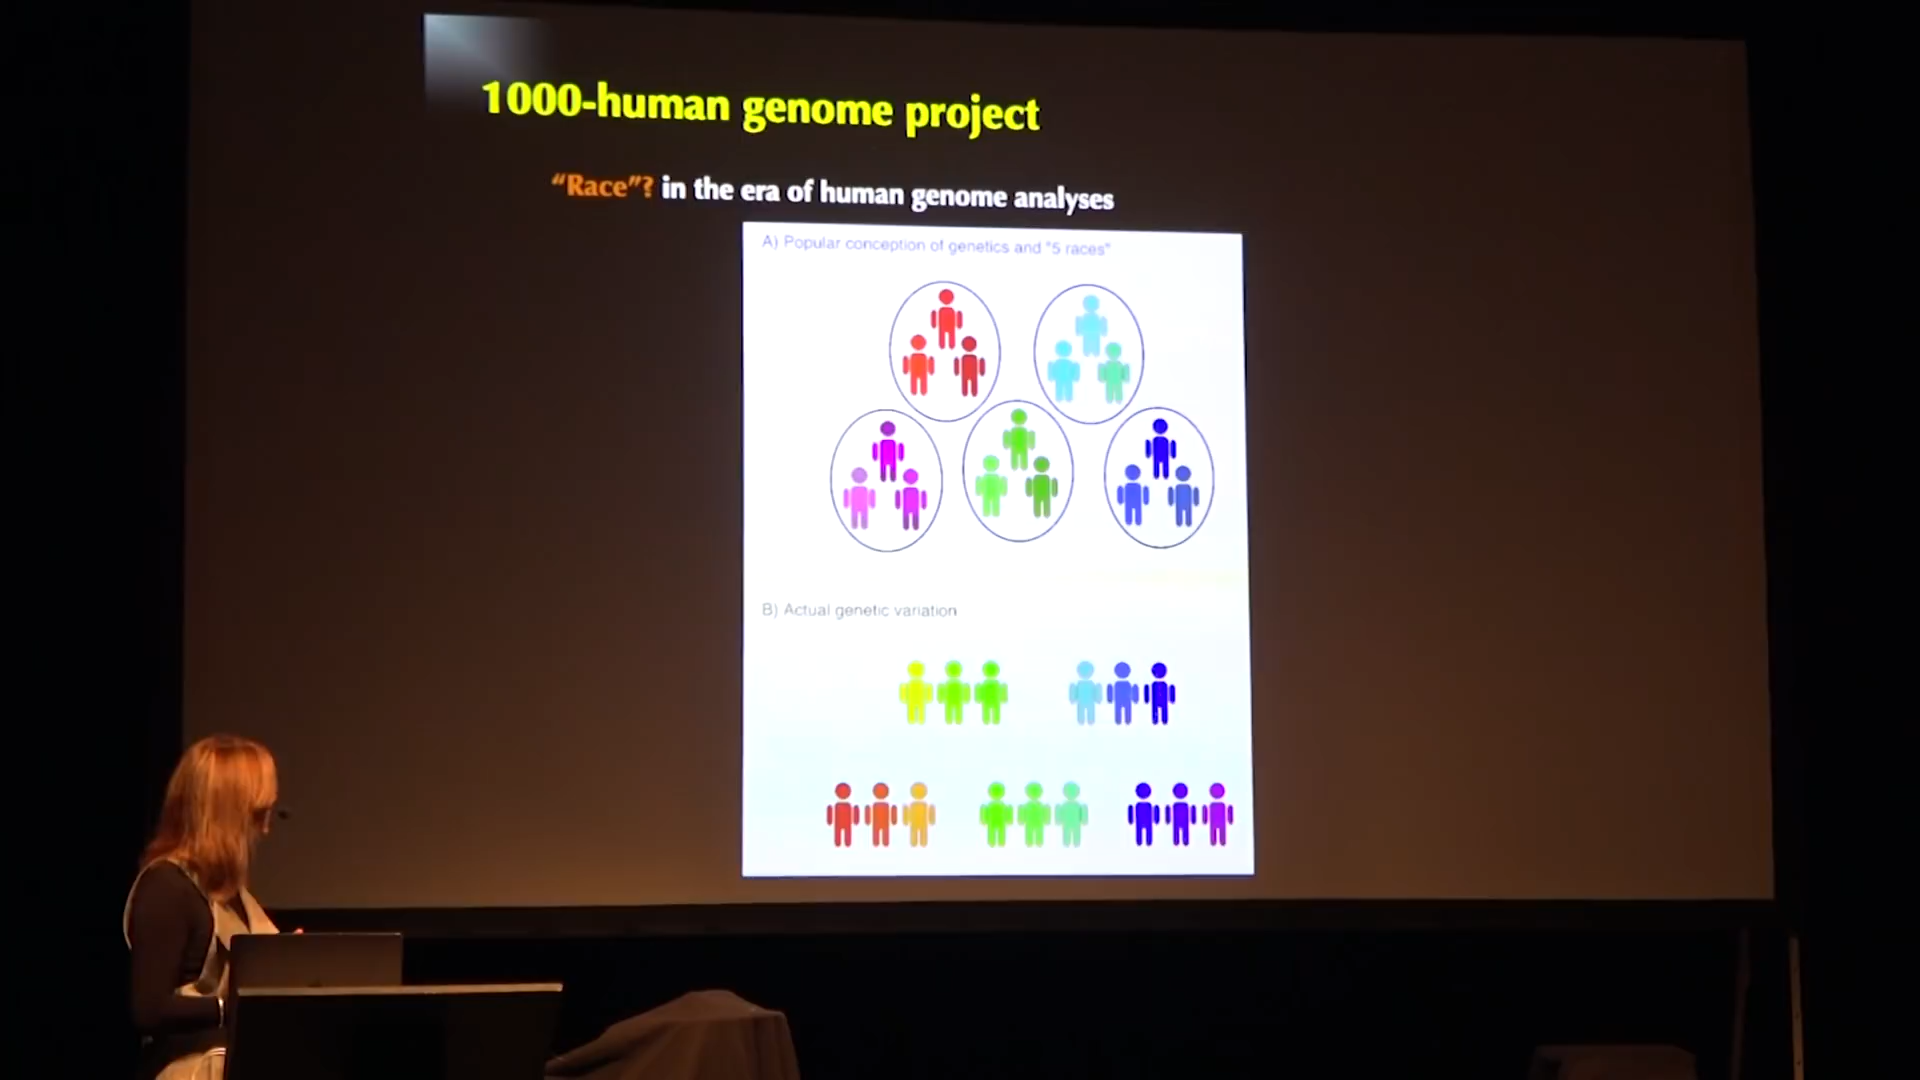 1000-human genome project
“Race”? in the era of human genome analyses
A) Popular conception of genetics and "5 races"
B) Actual genetic variation